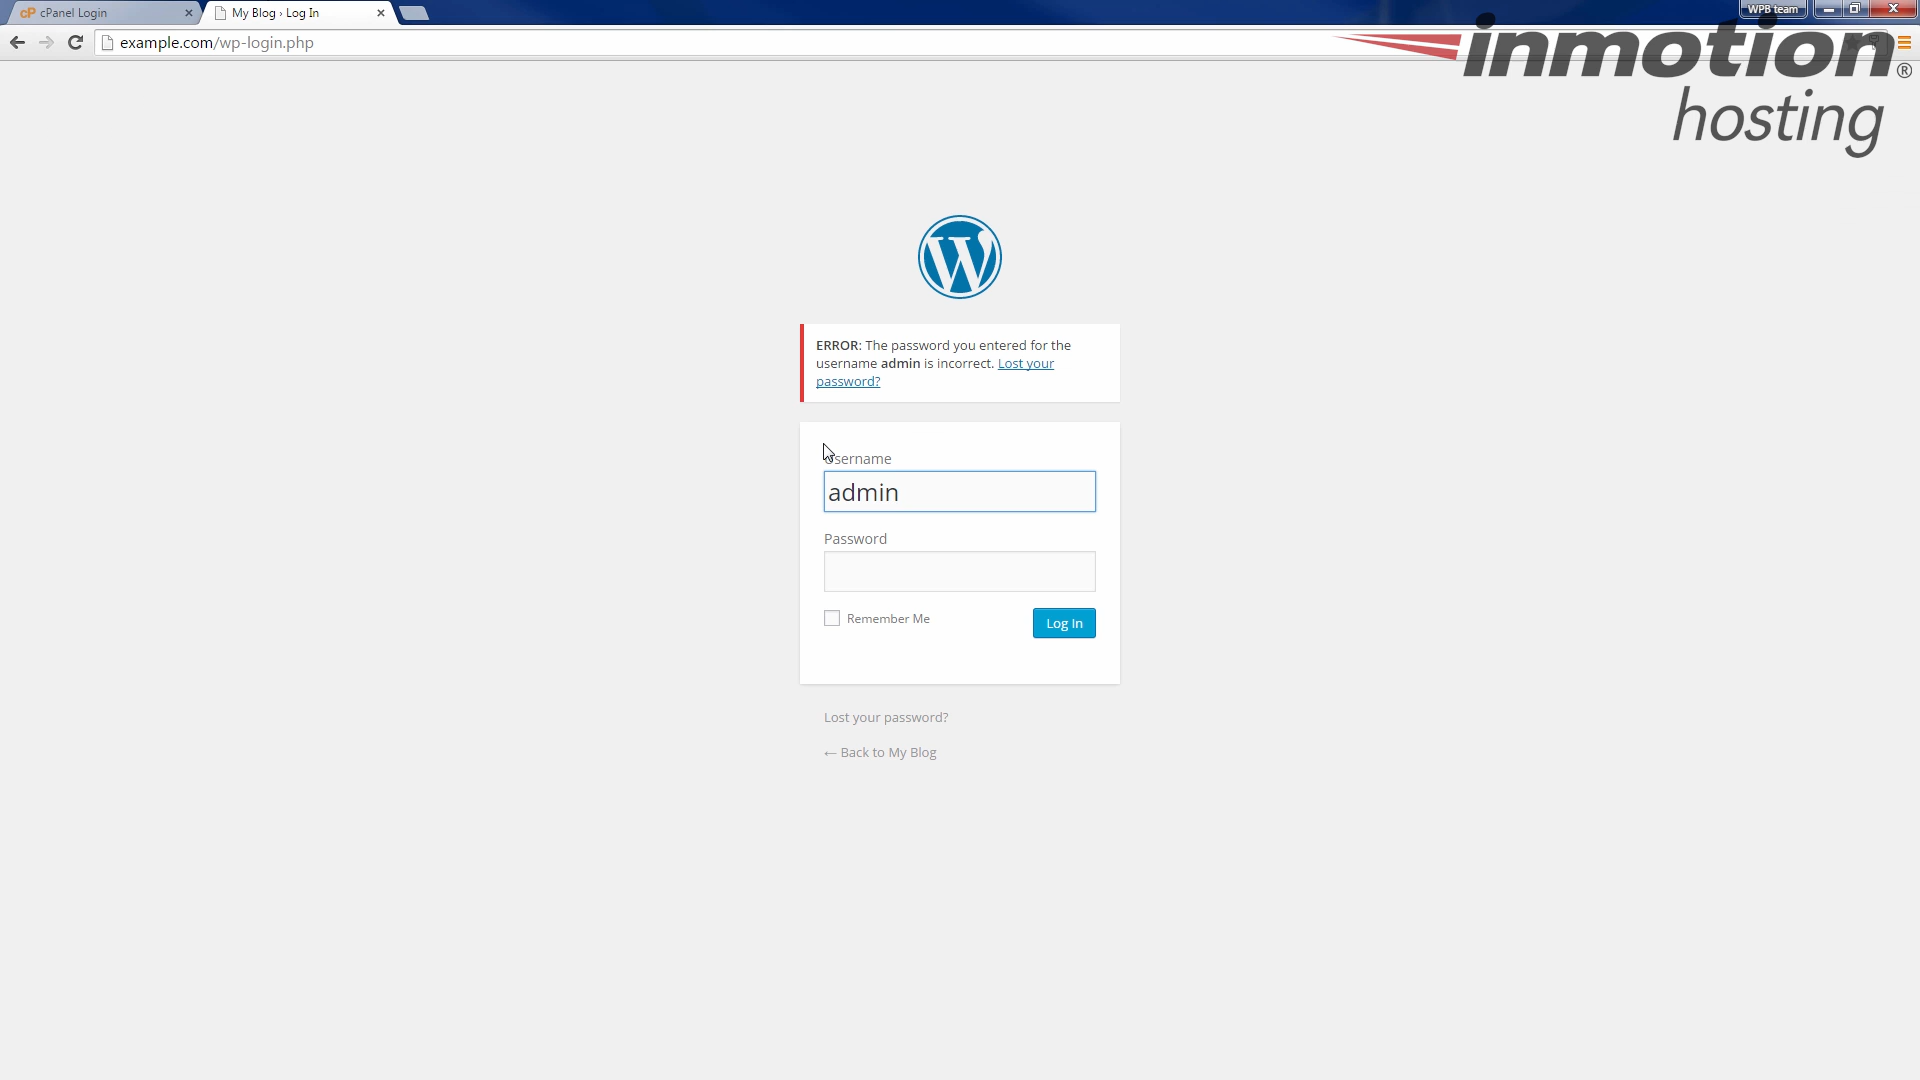 cP cPanel Login
My Blog › Log In
WPB team
example.com/wp-login.php
inmotion®
hosting
W
ERROR: The password you entered for the
username admin is incorrect. Lost your
password?
Username
admin
Password
Remember Me
Log In
Lost your password?
← Back to My Blog